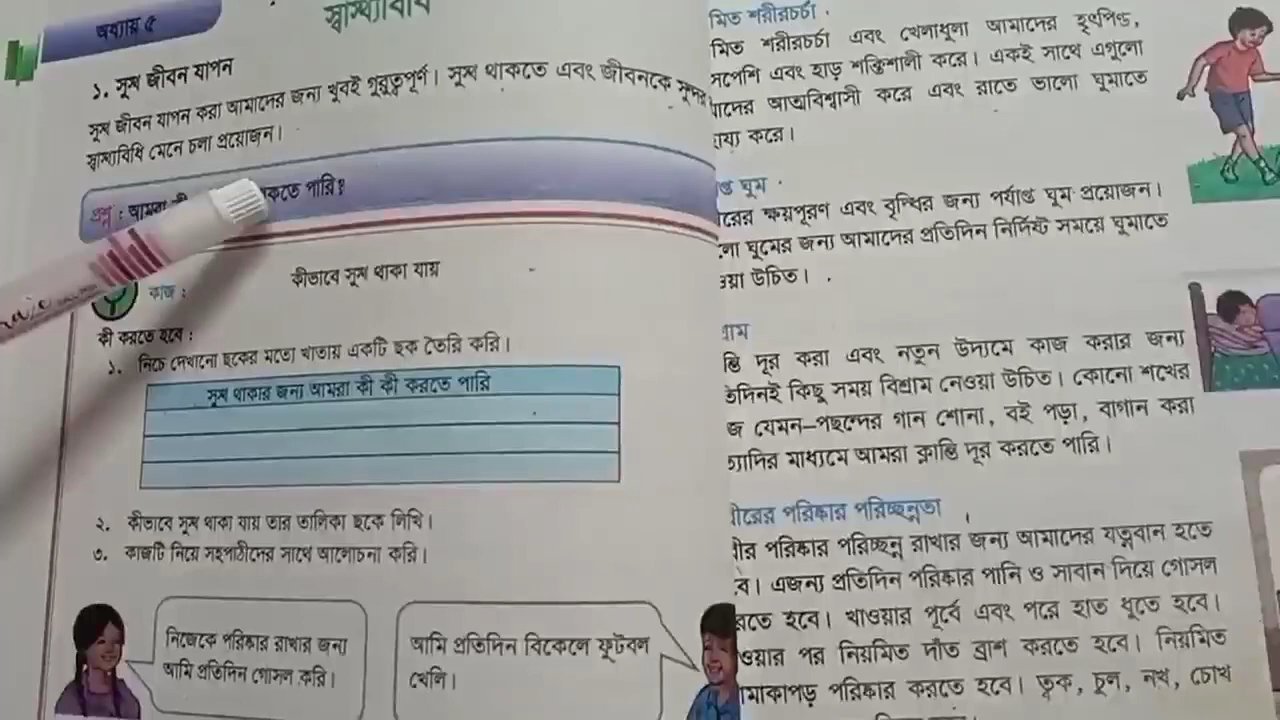 অধ্যায় ৫
স্বাস্থ্যবিধি
১. সুস্থ জীবন যাপন
সুস্থ জীবন যাপন করা আমাদের জন্য খুবই গুরুত্বপূর্ণ। সুস্থ থাকতে এবং জীবনকে সুন্দর
স্বাস্থ্যবিধি মেনে চলা প্রয়োজন।
প্রশ্ন : আমরা কী থাকতে পারি?
কীভাবে সুস্থ থাকা যায়
কাজ :
কী করতে হবে :
১. নিচে দেখানো ছকের মতো খাতায় একটি ছক তৈরি করি।
সুস্থ থাকার জন্য আমরা কী কী করতে পারি
২. কীভাবে সুস্থ থাকা যায় তার তালিকা ছকে লিখি।
৩. কাজটি নিয়ে সহপাঠীদের সাথে আলোচনা করি।
নিজেকে পরিষ্কার রাখার জন্য
আমি প্রতিদিন গোসল করি।
আমি প্রতিদিন বিকেলে ফুটবল
খেলি।
মিত শরীরচর্চা
মিত শরীরচর্চা এবং খেলাধুলা আমাদের হৃৎপিণ্ড,
সপেশি এবং হাড় শক্তিশালী করে। একই সাথে এগুলো
াদের আত্মবিশ্বাসী করে এবং রাতে ভালো ঘুমাতে
ায্য করে।
প্ত ঘুম
রের ক্ষয়পূরণ এবং বৃদ্ধির জন্য পর্যাপ্ত ঘুম প্রয়োজন।
লো ঘুমের জন্য আমাদের প্রতিদিন নির্দিষ্ট সময়ে ঘুমাতে
ওয়া উচিত।
্রাম
ন্তি দূর করা এবং নতুন উদ্যমে কাজ করার জন্য
তিদিনই কিছু সময় বিশ্রাম নেওয়া উচিত। কোনো শখের
জ যেমন–পছন্দের গান শোনা, বই পড়া, বাগান করা
ত্যাদির মাধ্যমে আমরা ক্লান্তি দূর করতে পারি।
ীরের পরিষ্কার পরিচ্ছন্নতা
ীর পরিষ্কার পরিচ্ছন্ন রাখার জন্য আমাদের যত্নবান হতে
বে। এজন্য প্রতিদিন পরিষ্কার পানি ও সাবান দিয়ে গোসল
রতে হবে। খাওয়ার পূর্বে এবং পরে হাত ধুতে হবে।
ওয়ার পর নিয়মিত দাঁত ব্রাশ করতে হবে। নিয়মিত
ামাকাপড় পরিষ্কার করতে হবে। ত্বক, চুল, নখ, চোখ